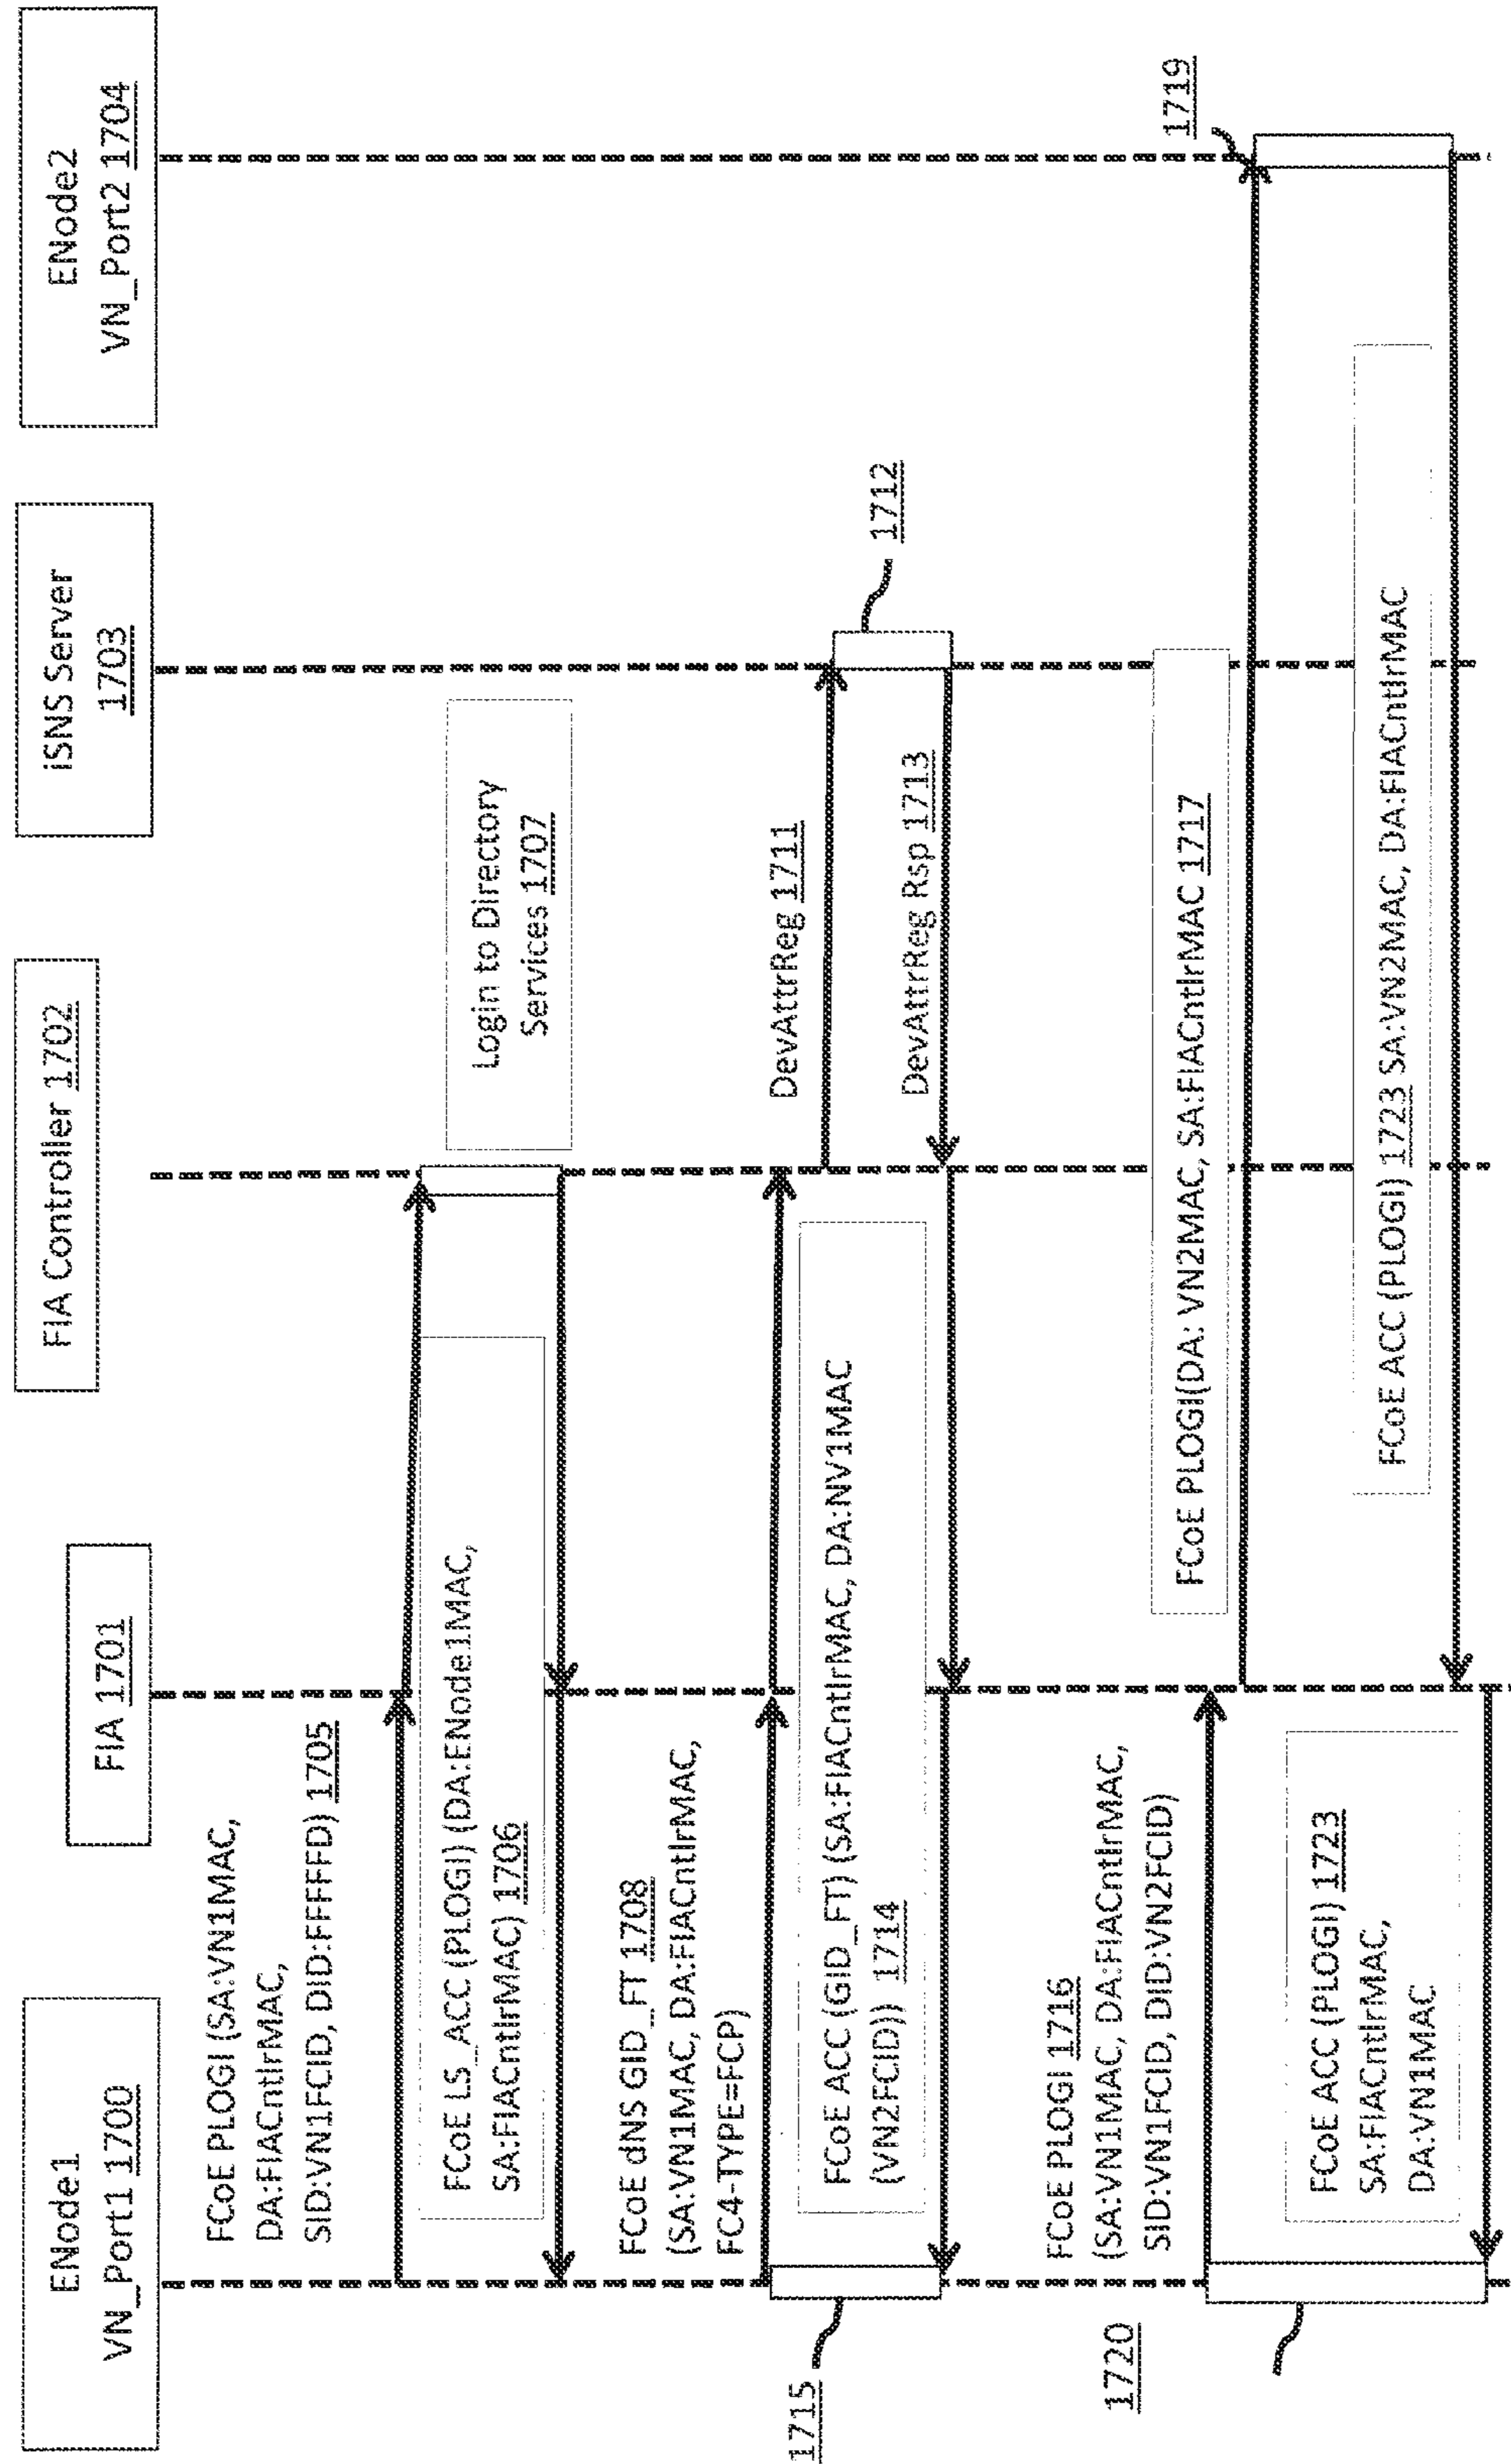 ENode1
VN_Port1 1700
FIA 1701
FIA Controller 1702
iSNS Server
1703
ENode2
VN_Port2 1704
FCoE PLOGI (SA:VN1MAC,
DA:FIACntlrMAC,
SID:VN1FCID, DID:FFFFFD) 1705
FCoE LS_ACC (PLOGI) (DA:ENode1MAC,
SA:FIACntlrMAC) 1706
Login to Directory
Services 1707
FCoE dNS GID_FT 1708
(SA:VN1MAC, DA:FIACntlrMAC,
FC4-TYPE=FCP)
DevAttrReg 1711
1712
DevAttrReg Rsp 1713
FCoE ACC (GID_FT) (SA:FIACntlrMAC, DA:NV1MAC
(VN2FCID)) 1714
1715
FCoE PLOGI 1716
(SA:VN1MAC, DA:FIACntlrMAC,
SID:VN1FCID, DID:VN2FCID)
FCoE PLOGI(DA: VN2MAC, SA:FIACntlrMAC 1717
1719
1720
FCoE ACC (PLOGI) 1723 SA:VN2MAC, DA:FIACntlrMAC
FCoE ACC (PLOGI) 1723
SA:FIACntlrMAC,
DA:VN1MAC